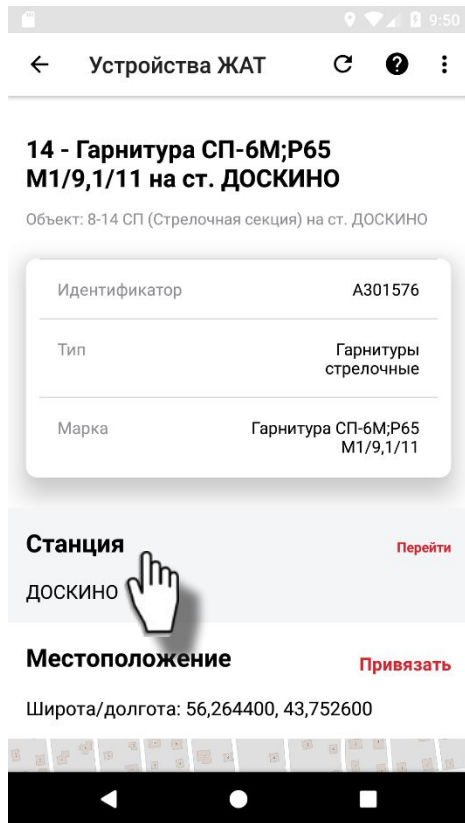 9:50
Устройства ЖАТ
14 - Гарнитура СП-6М;Р65
М1/9,1/11 на ст. ДОСКИНО
Объект: 8-14 СП (Стрелочная секция) на ст. ДОСКИНО
Идентификатор А301576
Тип Гарнитуры
стрелочные
Марка Гарнитура СП-6М;Р65
М1/9,1/11
Станция Перейти
ДОСКИНО
Местоположение Привязать
Широта/долгота: 56,264400, 43,752600